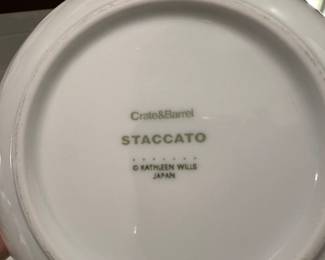 Crate&Barrel
STACCATO
© KATHLEEN WILLS
JAPAN